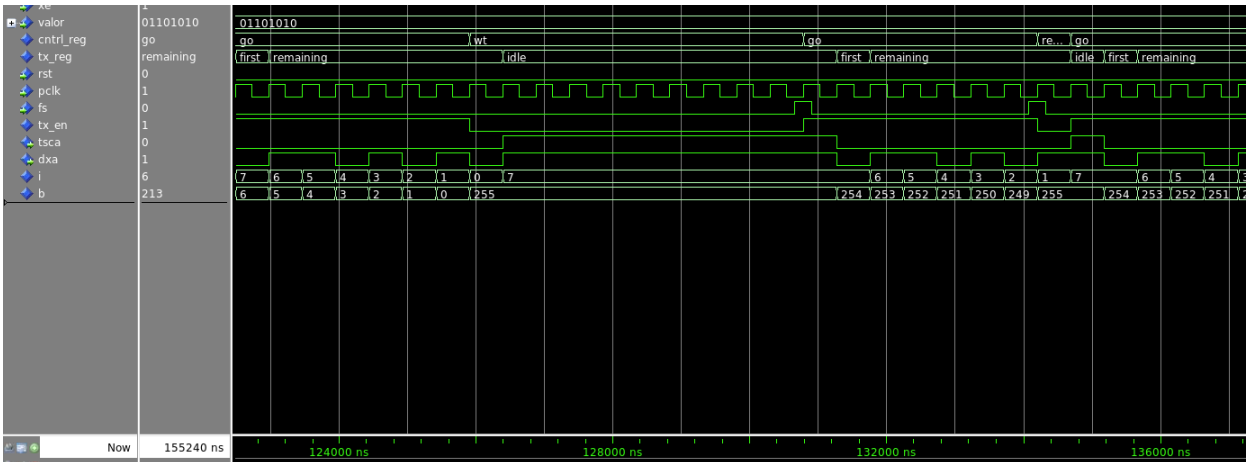 xe 1
valor 01101010 01101010
cntrl_reg go go wt go re... go
tx_reg remaining first remaining idle first remaining idle first remaining
rst 0
pclk 1
fs 0
tx_en 1
tsca 0
dxa 1
i 6 7 6 5 4 3 2 1 0 7 6 5 4 3 2 1 7 6 5 4 3
b 213 6 5 4 3 2 1 0 255 254 253 252 251 250 249 255 254 253 252 251 2
Now 155240 ns 124000 ns 128000 ns 132000 ns 136000 ns